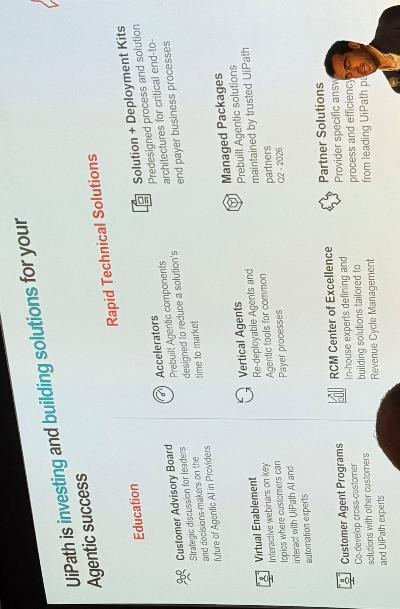 UiPath is investing and building solutions for your
Agentic success
Education
Customer Advisory Board
Strategic discussion for leaders
and decisions-makers on the
future of Agentic AI in Providers
Virtual Enablement
Interactive webinars on key
topics where customers can
interact with UiPath AI and
automation experts
Customer Agent Programs
Co-develop cross-customer
solutions with other customers
and UiPath experts
Rapid Technical Solutions
Accelerators
Prebuilt Agentic components
designed to reduce a solution's
time to market
Vertical Agents
Re-deployable Agents and
Agentic tools for common
Payer processes
RCM Center of Excellence
In-house experts defining and
building solutions tailored to
Revenue Cycle Management
Solution + Deployment Kits
Predesigned process and solution
architectures for critical end-to-
end payer business processes
Managed Packages
Prebuilt Agentic solutions
maintained by trusted UiPath
partners
Q2 - 2026
Partner Solutions
Provider specific
process and efficiency
from leading UiPath